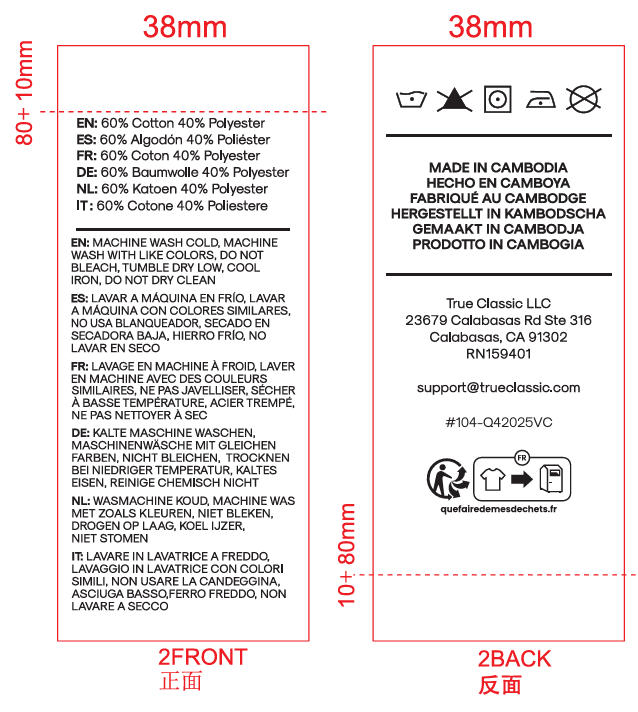 38mm
80+ 10mm
EN: 60% Cotton 40% Polyester
ES: 60% Algodón 40% Poliéster
FR: 60% Coton 40% Polyester
DE: 60% Baumwolle 40% Polyester
NL: 60% Katoen 40% Polyester
IT: 60% Cotone 40% Poliestere
EN: MACHINE WASH COLD, MACHINE
WASH WITH LIKE COLORS, DO NOT
BLEACH, TUMBLE DRY LOW, COOL
IRON, DO NOT DRY CLEAN
ES: LAVAR A MÁQUINA EN FRÍO, LAVAR
A MÁQUINA CON COLORES SIMILARES,
NO USA BLANQUEADOR, SECADO EN
SECADORA BAJA, HIERRO FRÍO, NO
LAVAR EN SECO
FR: LAVAGE EN MACHINE À FROID, LAVER
EN MACHINE AVEC DES COULEURS
SIMILAIRES, NE PAS JAVELLISER, SÉCHER
À BASSE TEMPÉRATURE, ACIER TREMPÉ,
NE PAS NETTOYER À SEC
DE: KALTE MASCHINE WASCHEN,
MASCHINENWÄSCHE MIT GLEICHEN
FARBEN, NICHT BLEICHEN, TROCKNEN
BEI NIEDRIGER TEMPERATUR, KALTES
EISEN, REINIGE CHEMISCH NICHT
NL: WASMACHINE KOUD, MACHINE WAS
MET ZOALS KLEUREN, NIET BLEKEN,
DROGEN OP LAAG, KOEL IJZER,
NIET STOMEN
IT: LAVARE IN LAVATRICE A FREDDO,
LAVAGGIO IN LAVATRICE CON COLORI
SIMILI, NON USARE LA CANDEGGINA,
ASCIUGA BASSO,FERRO FREDDO, NON
LAVARE A SECCO
2FRONT
正面
38mm
MADE IN CAMBODIA
HECHO EN CAMBOYA
FABRIQUÉ AU CAMBODGE
HERGESTELLT IN KAMBODSCHA
GEMAAKT IN CAMBODJA
PRODOTTO IN CAMBOGIA
True Classic LLC
23679 Calabasas Rd Ste 316
Calabasas, CA 91302
RN159401
support@trueclassic.com
#104-Q42025VC
FR
quefairedemesdechets.fr
10+ 80mm
2BACK
反面